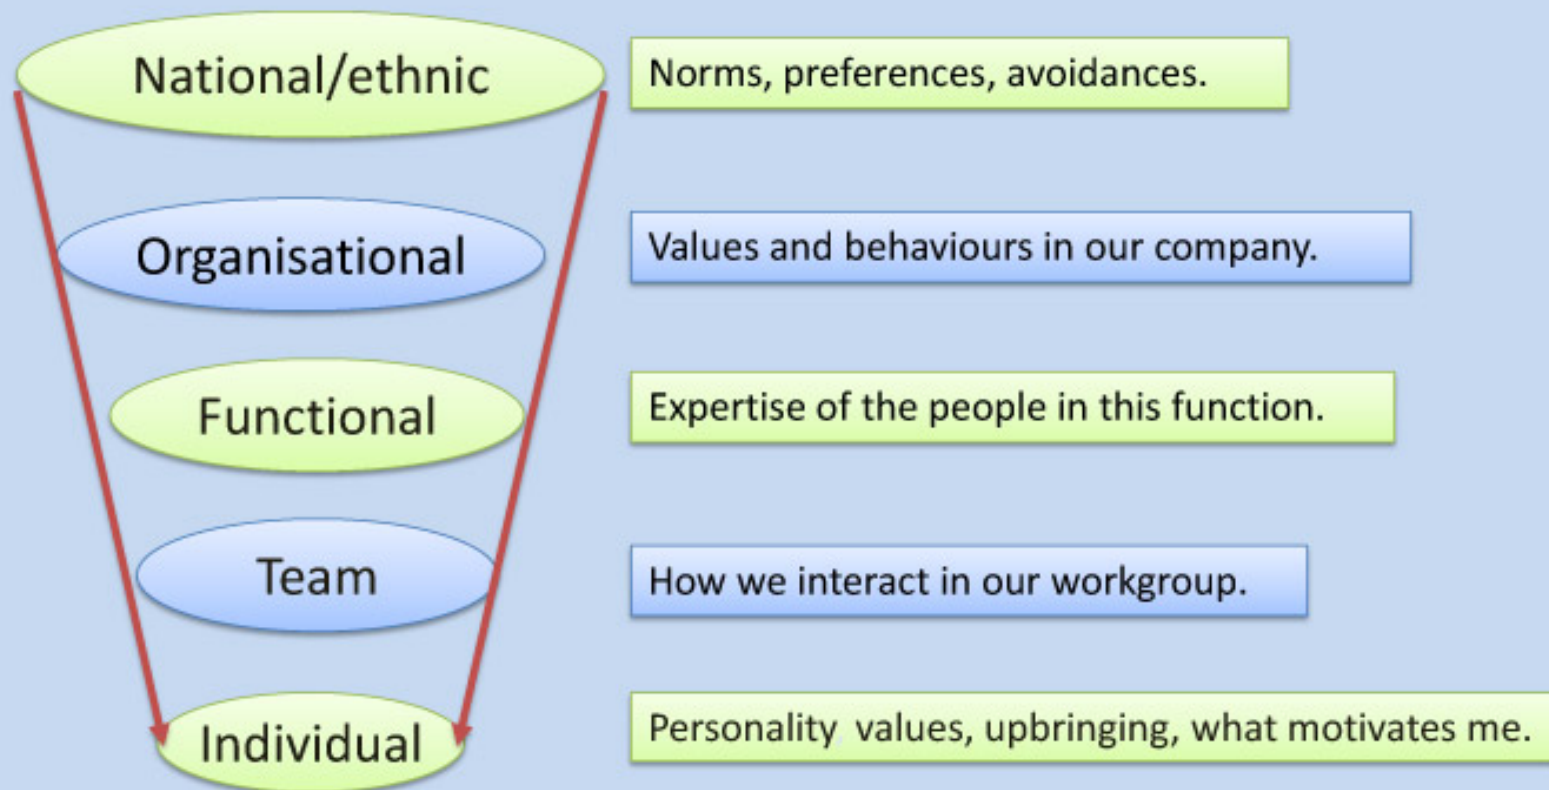 National/ethnic
Norms, preferences, avoidances.
Organisational
Values and behaviours in our company.
Functional
Expertise of the people in this function.
Team
How we interact in our workgroup.
Individual
Personality, values, upbringing, what motivates me.